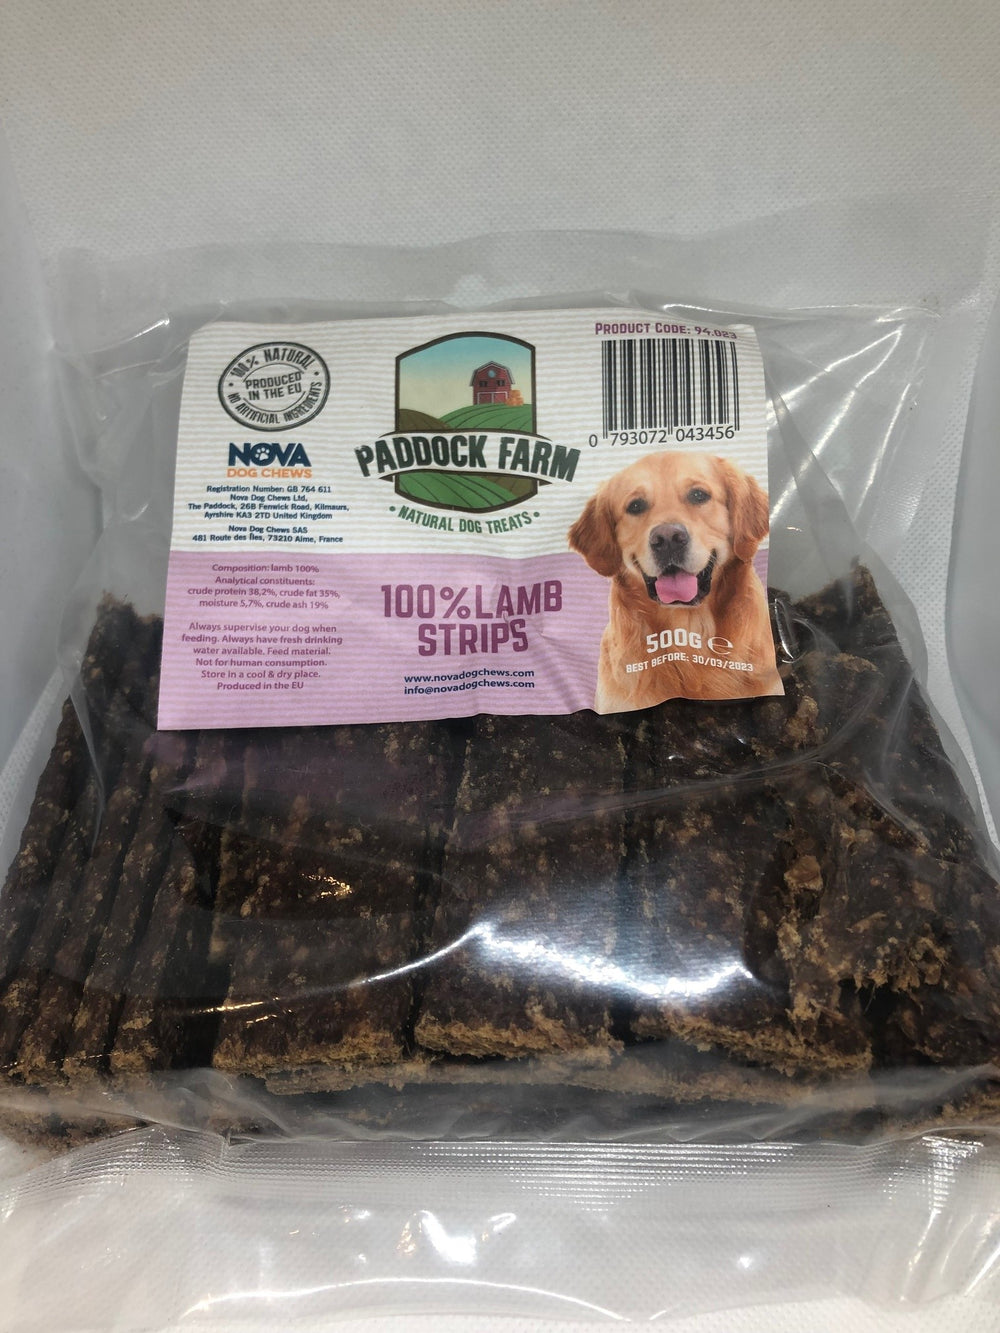 PRODUCT CODE: 94.023
100% NATURAL
PRODUCED
IN THE EU
NO ARTIFICIAL INGREDIENTS
NOVA
DOG CHEWS
Registration Number: GB 764 611
Nova Dog Chews Ltd,
The Paddock, 26B Fenwick Road, Kilmaurs,
Ayrshire KA3 2TD United Kingdom
Nova Dog Chews SAS
481 Route des Îles, 73210 Aime, France
PADDOCK FARM
• NATURAL DOG TREATS •
0 793072 043456
Composition: lamb 100%
Analytical constituents:
crude protein 38,2%, crude fat 35%,
moisture 5,7%, crude ash 19%
Always supervise your dog when
feeding. Always have fresh drinking
water available. Feed material.
Not for human consumption.
Store in a cool & dry place.
Produced in the EU
100% LAMB
STRIPS
www.novadogchews.com
info@novadogchews.com
500G ℮
BEST BEFORE: 30/03/2023